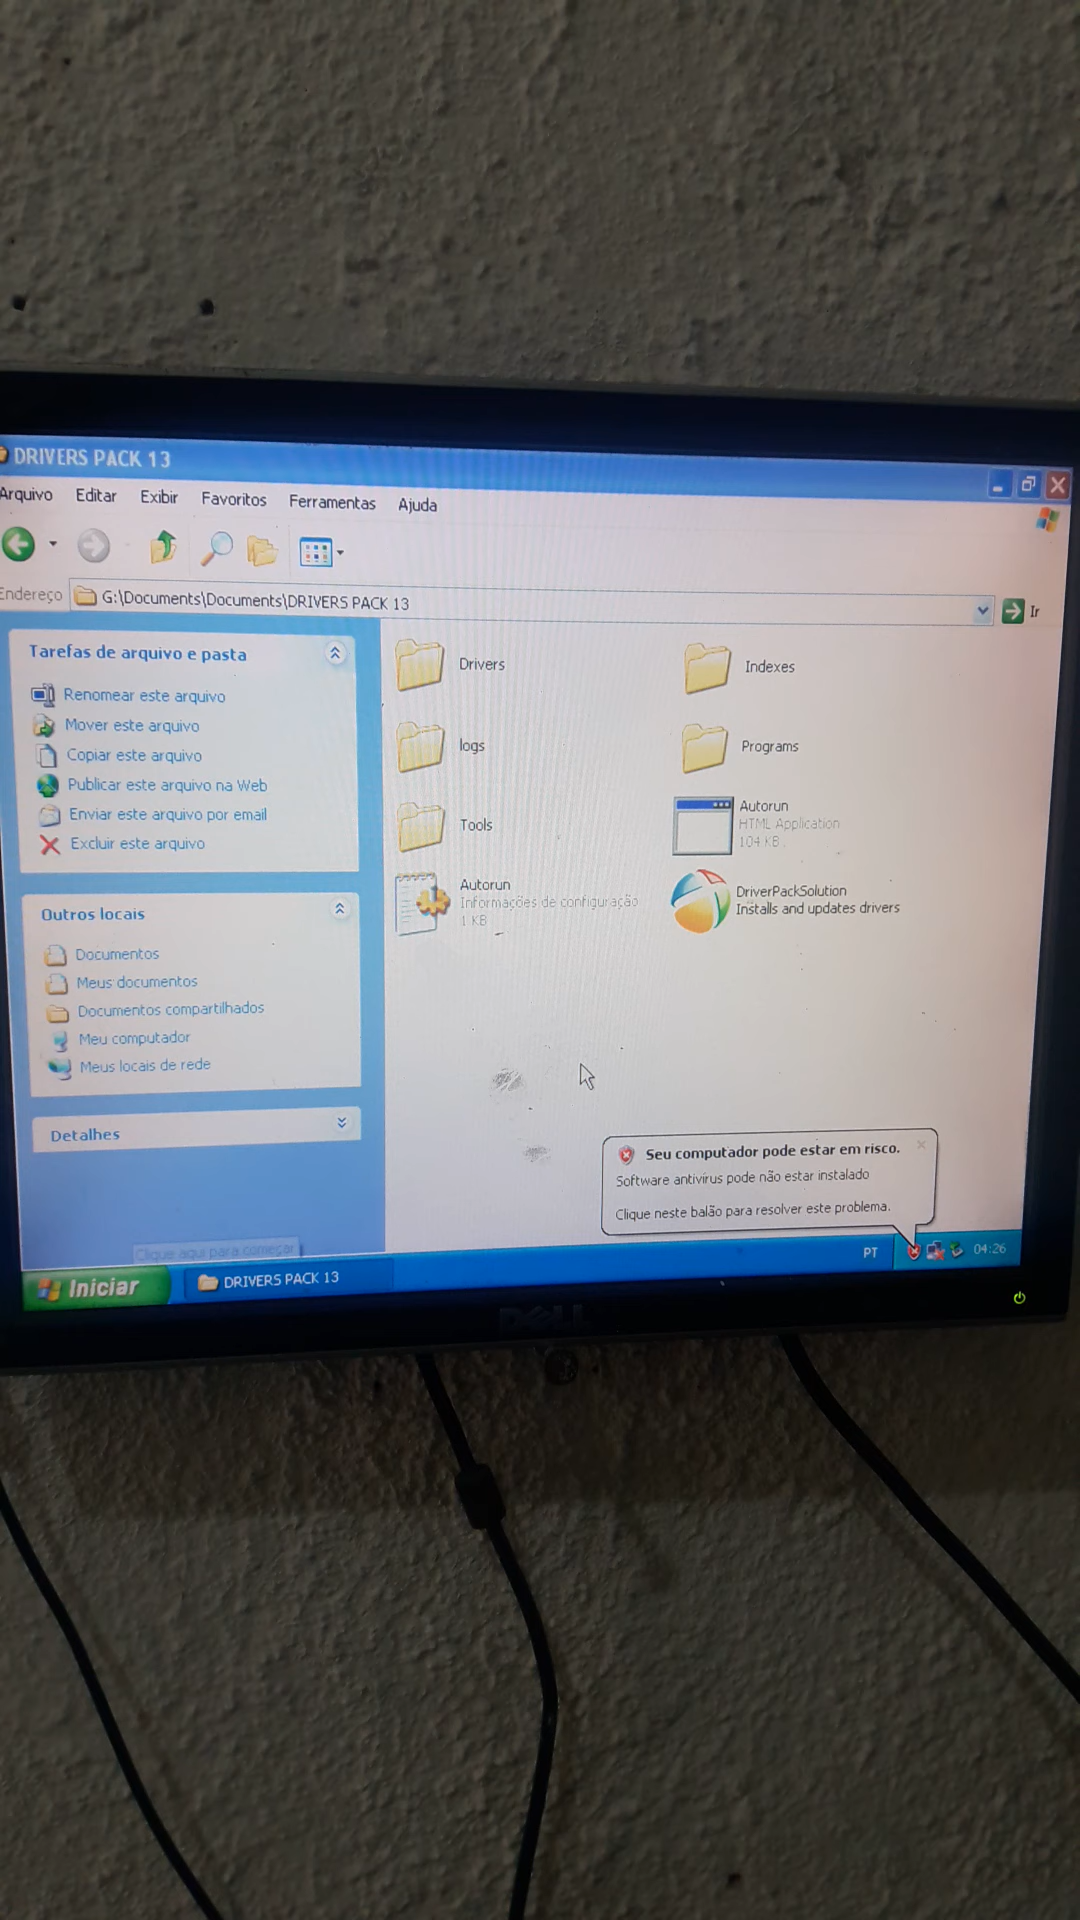 DRIVERS PACK 13
Arquivo Editar Exibir Favoritos Ferramentas Ajuda
Endereço G:\Documents\Documents\DRIVERS PACK 13 Ir
Tarefas de arquivo e pasta
Renomear este arquivo
Mover este arquivo
Copiar este arquivo
Publicar este arquivo na Web
Enviar este arquivo por email
Excluir este arquivo
Outros locais
Documentos
Meus documentos
Documentos compartilhados
Meu computador
Meus locais de rede
Detalhes
Drivers
Indexes
logs
Programs
Tools
Autorun
HTML Application
104 KB
Autorun
Informações de configuração
1 KB
DriverPackSolution
Installs and updates drivers
Seu computador pode estar em risco.
Software antivírus pode não estar instalado
Clique neste balão para resolver este problema.
Clique aqui para começar
Iniciar
DRIVERS PACK 13
PT
04:26
DELL